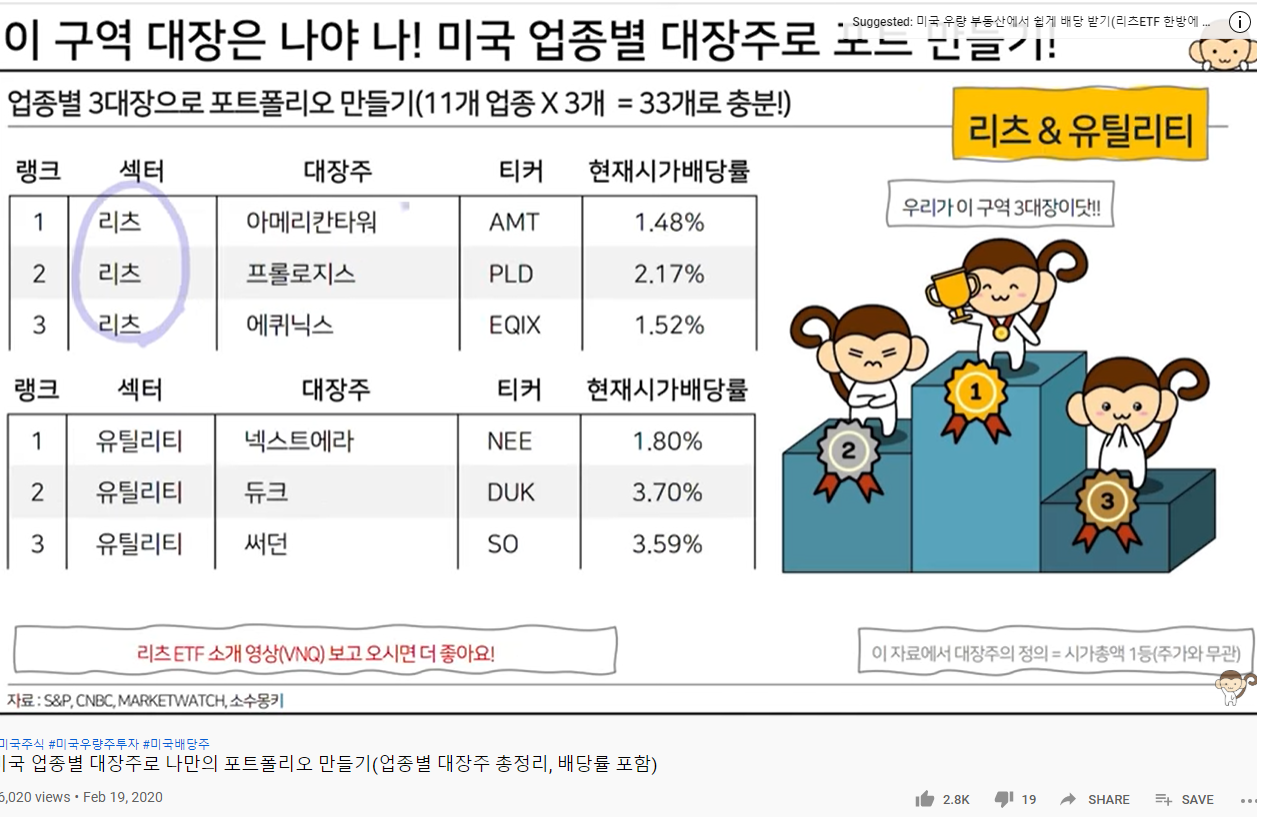 Suggested: 미국 우량 부동산에서 쉽게 배당 받기(리츠ETF 한방에 ...
이 구역 대장은 나야 나! 미국 업종별 대장주로 포트 만들기!
업종별 3대장으로 포트폴리오 만들기(11개 업종 X 3개 = 33개로 충분!)
리츠 & 유틸리티
랭크 섹터 대장주 티커 현재시가배당률
1 리츠 아메리칸타워 AMT 1.48%
2 리츠 프롤로지스 PLD 2.17%
3 리츠 에퀴닉스 EQIX 1.52%
우리가 이 구역 3대장이닷!!
랭크 섹터 대장주 티커 현재시가배당률
1 유틸리티 넥스트에라 NEE 1.80%
2 유틸리티 듀크 DUK 3.70%
3 유틸리티 써던 SO 3.59%
1
2
3
리츠 ETF 소개 영상(VNQ) 보고 오시면 더 좋아요!
이 자료에서 대장주의 정의 = 시가총액 1등(주가와 무관)
자료 : S&P, CNBC, MARKETWATCH, 소수몽키
미국주식 #미국우량주투자 #미국배당주
미국 업종별 대장주로 나만의 포트폴리오 만들기(업종별 대장주 총정리, 배당률 포함)
6,020 views • Feb 19, 2020
2.8K 19 SHARE SAVE